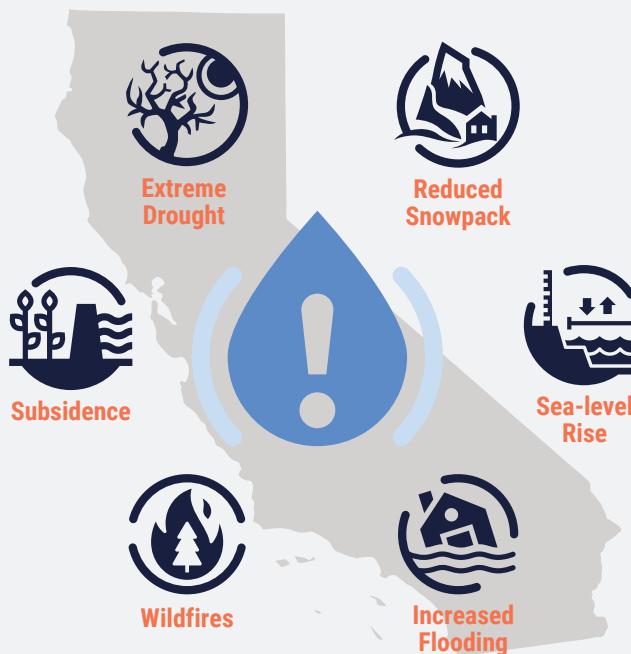 Extreme
Drought
Reduced
Snowpack
Subsidence
Sea-level
Rise
Wildfires
Increased
Flooding